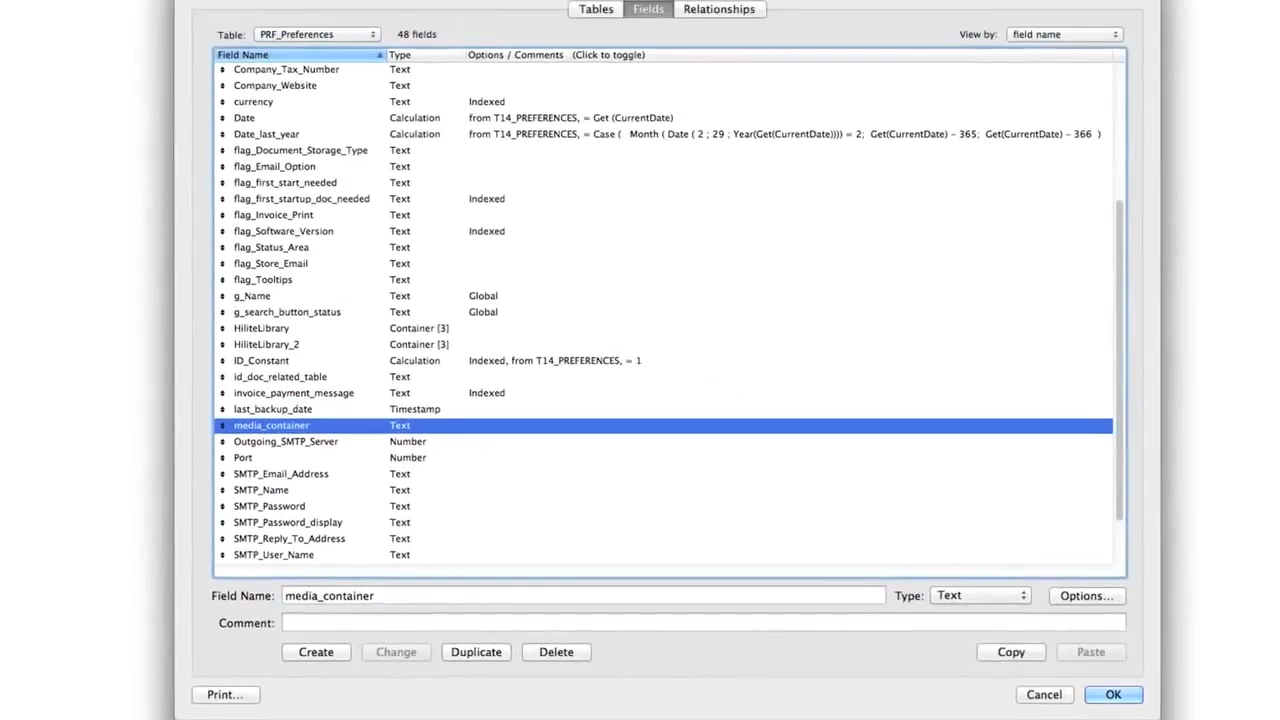 Tables Fields Relationships
Table: PRF_Preferences 48 fields View by: field name
Field Name Type Options / Comments (Click to toggle)
Company_Tax_Number Text
Company_Website Text
currency Text Indexed
Date Calculation from T14_PREFERENCES, = Get (CurrentDate)
Date_last_year Calculation from T14_PREFERENCES, = Case ( Month ( Date ( 2 ; 29 ; Year(Get(CurrentDate)))) = 2; Get(CurrentDate) - 365; Get(CurrentDate) - 366 )
flag_Document_Storage_Type Text
flag_Email_Option Text
flag_first_start_needed Text
flag_first_startup_doc_needed Text Indexed
flag_Invoice_Print Text
flag_Software_Version Text Indexed
flag_Status_Area Text
flag_Store_Email Text
flag_Tooltips Text
g_Name Text Global
g_search_button_status Text Global
HiliteLibrary Container [3]
HiliteLibrary_2 Container [3]
ID_Constant Calculation Indexed, from T14_PREFERENCES, = 1
id_doc_related_table Text
invoice_payment_message Text Indexed
last_backup_date Timestamp
media_container Text
Outgoing_SMTP_Server Number
Port Number
SMTP_Email_Address Text
SMTP_Name Text
SMTP_Password Text
SMTP_Password_display Text
SMTP_Reply_To_Address Text
SMTP_User_Name Text
Field Name: media_container Type: Text Options...
Comment:
Create Change Duplicate Delete Copy Paste
Print... Cancel OK